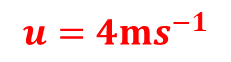 u = 4ms⁻¹